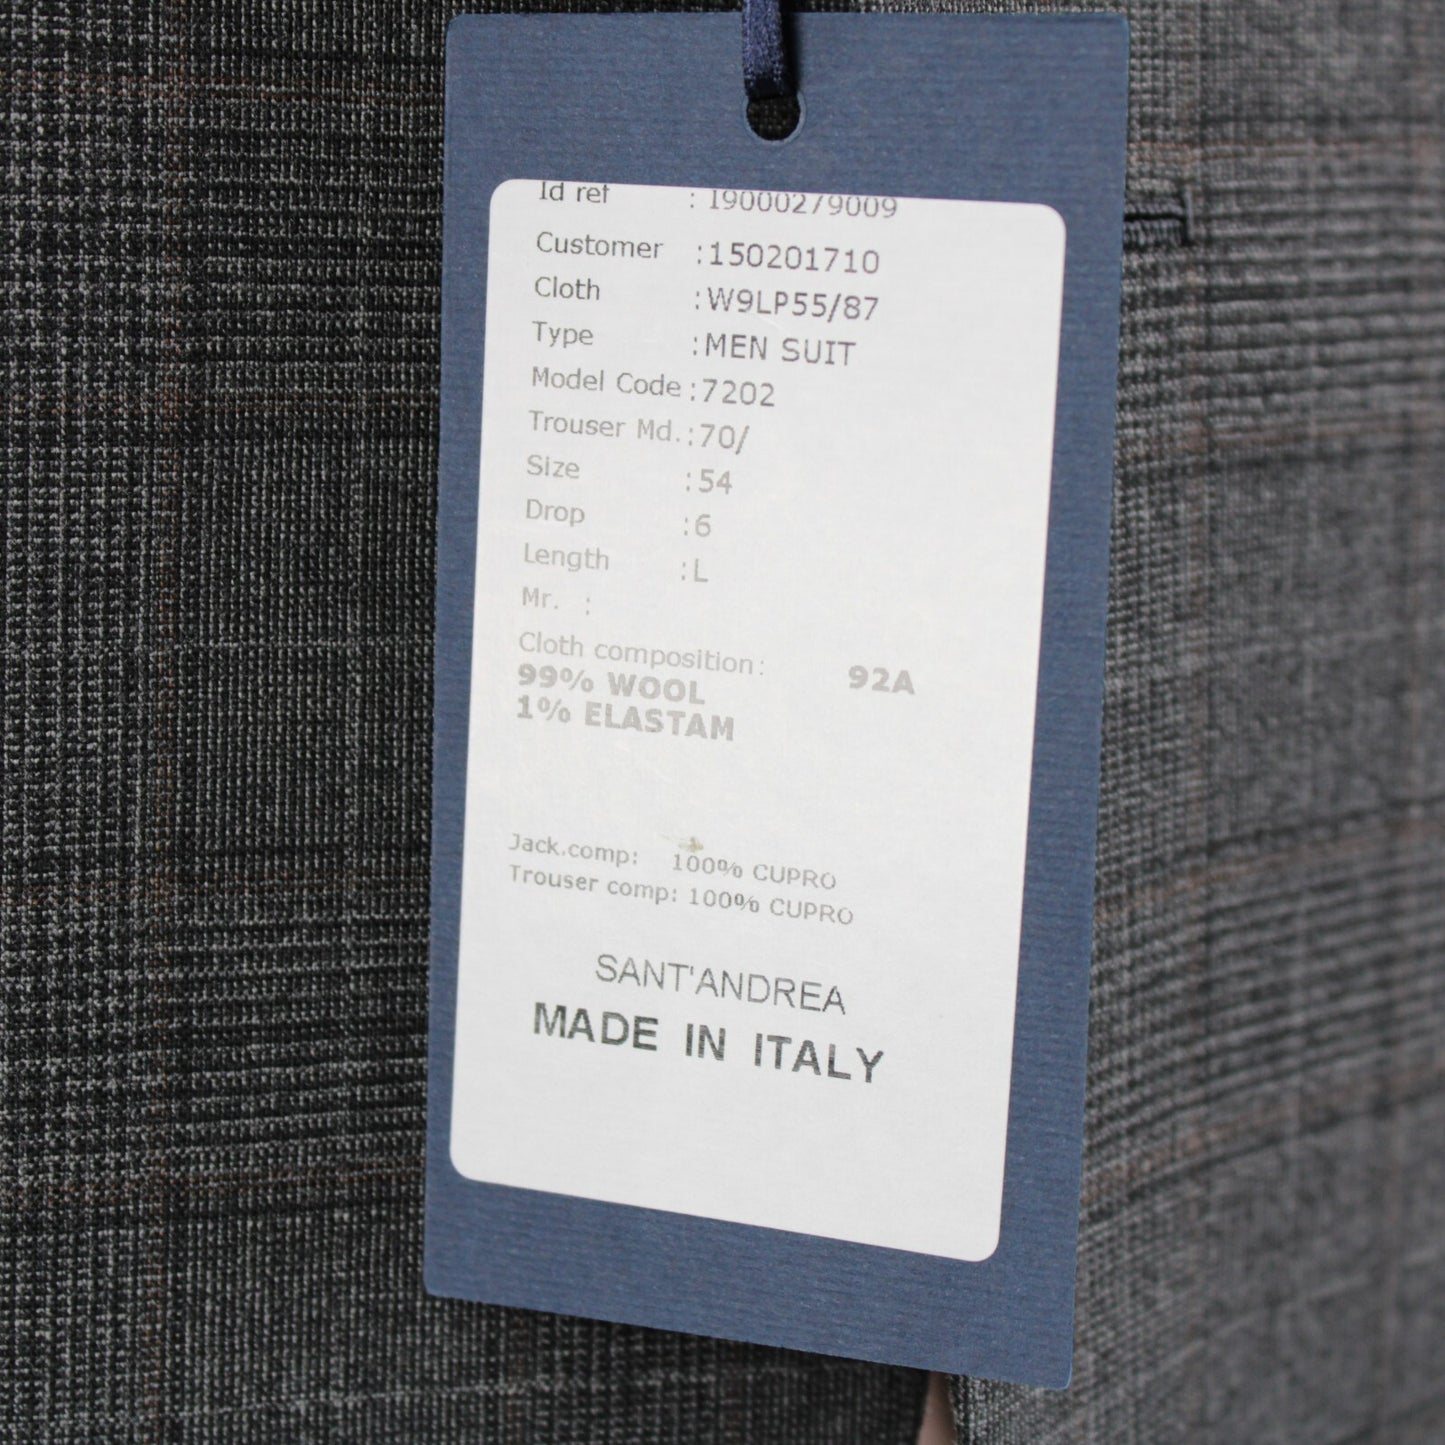 Id ref : 19000279009
Customer :150201710
Cloth :W9LP55/87
Type :MEN SUIT
Model Code :7202
Trouser Md. :70/
Size :54
Drop :6
Length :L
Mr. :
Cloth composition: 92A
99% WOOL
1% ELASTAM
Jack.comp: 100% CUPRO
Trouser comp: 100% CUPRO
SANT'ANDREA
MADE IN ITALY